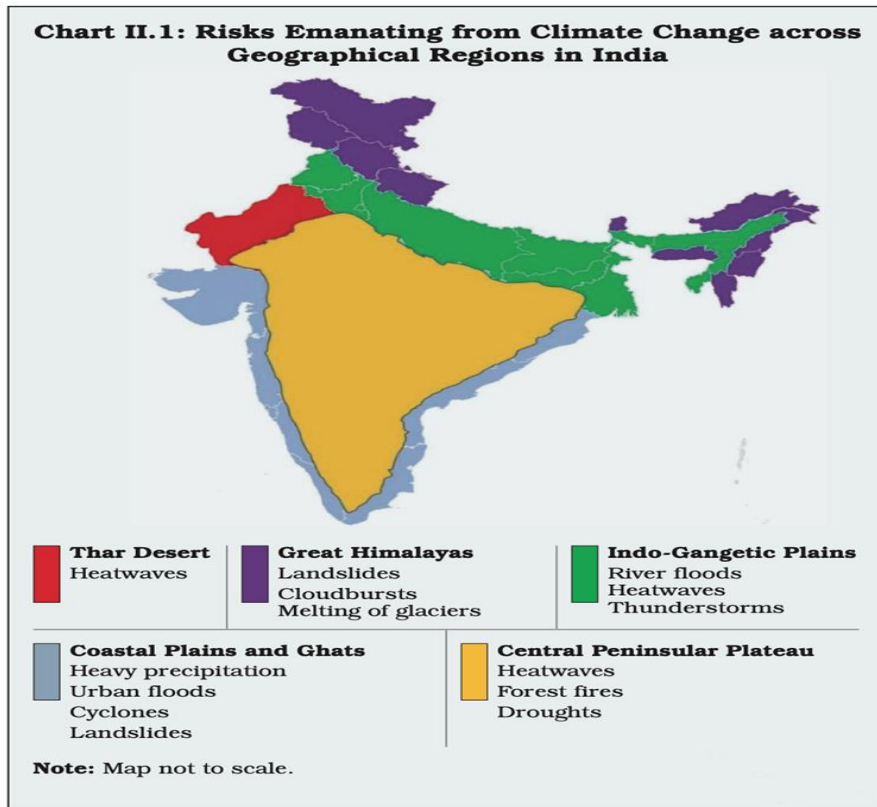 Chart II.1: Risks Emanating from Climate Change across
Geographical Regions in India
Thar Desert
Heatwaves
Great Himalayas
Landslides
Cloudbursts
Melting of glaciers
Indo-Gangetic Plains
River floods
Heatwaves
Thunderstorms
Coastal Plains and Ghats
Heavy precipitation
Urban floods
Cyclones
Landslides
Central Peninsular Plateau
Heatwaves
Forest fires
Droughts
Note: Map not to scale.